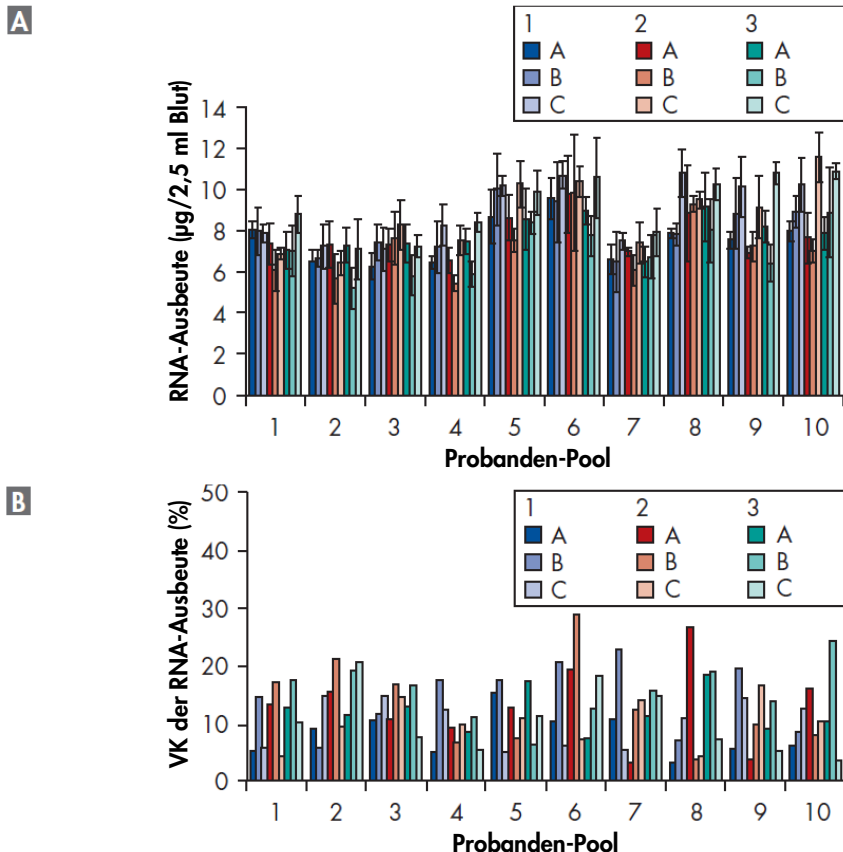 A
1 2 3
A A A
B B B
C C C
14
12
10
8
6
4
2
0
RNA-Ausbeute (µg/2,5 ml Blut)
1 2 3 4 5 6 7 8 9 10
Probanden-Pool
B
1 2 3
A A A
B B B
C C C
50
40
30
20
10
0
VK der RNA-Ausbeute (%)
1 2 3 4 5 6 7 8 9 10
Probanden-Pool